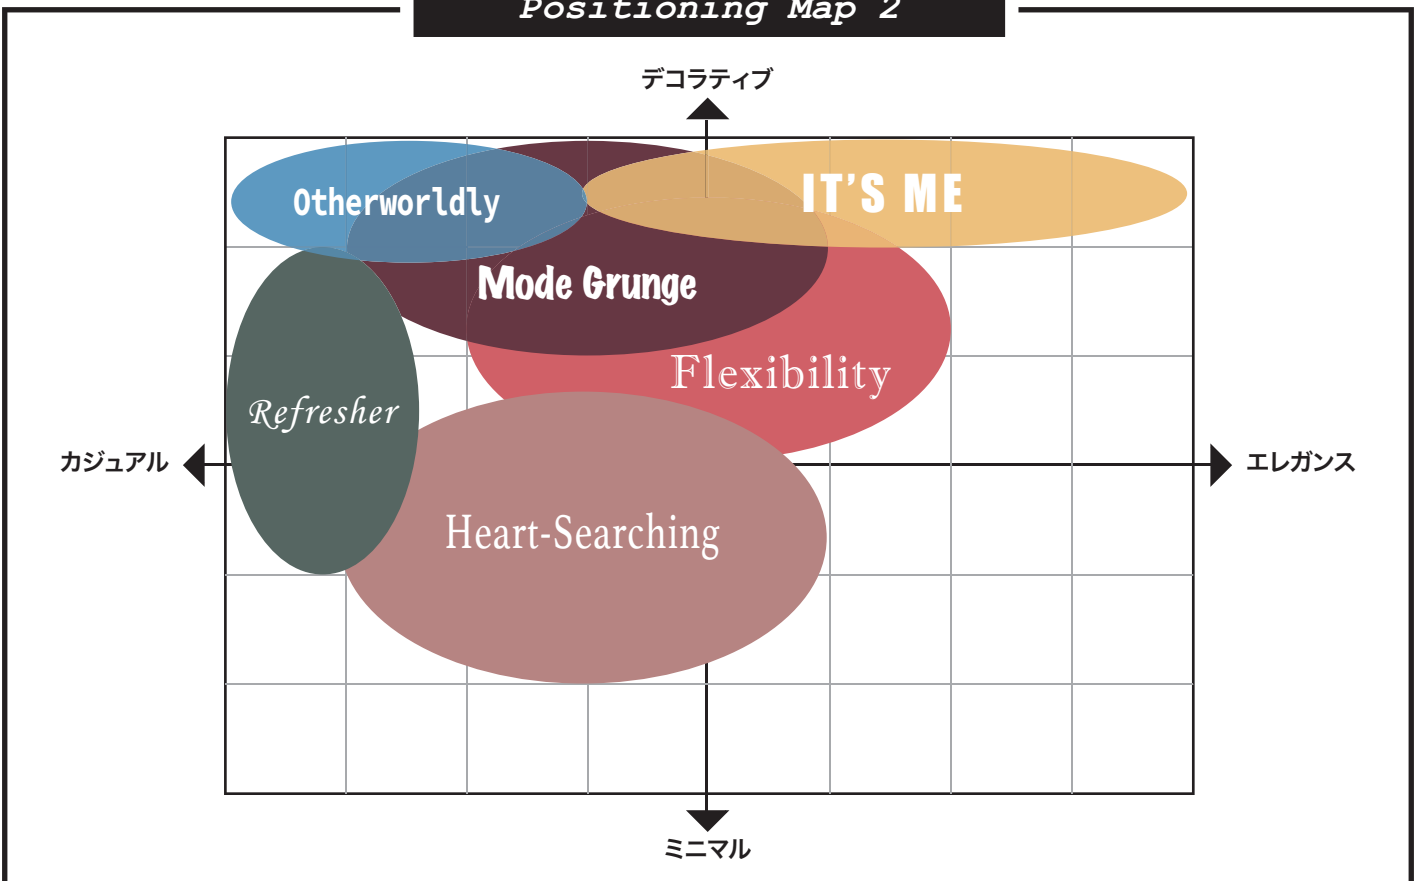 Positioning Map 2
デコラティブ
Otherworldly
IT'S ME
Mode Grunge
Flexibility
Refresher
カジュアル
エレガンス
Heart-Searching
ミニマル